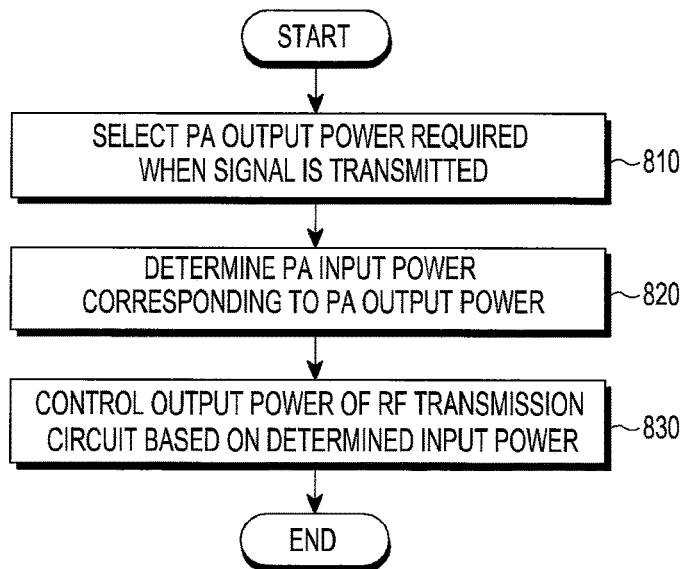 START
SELECT PA OUTPUT POWER REQUIRED
WHEN SIGNAL IS TRANSMITTED
810
DETERMINE PA INPUT POWER
CORRESPONDING TO PA OUTPUT POWER
820
CONTROL OUTPUT POWER OF RF TRANSMISSION
CIRCUIT BASED ON DETERMINED INPUT POWER
830
END